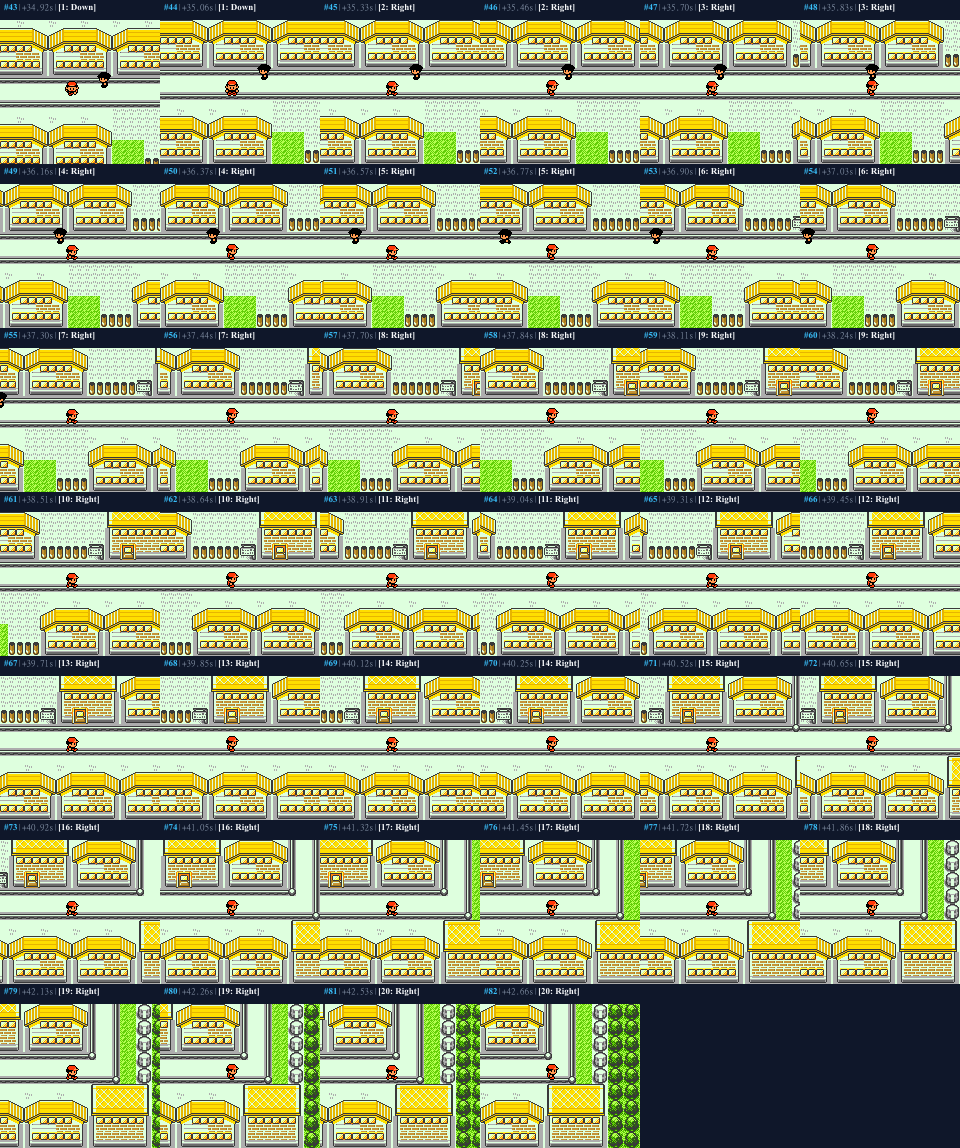 #43|+34.92s| [1: Down]
#44|+35.06s| [1: Down]
#45|+35.33s| [2: Right]
#46|+35.46s| [2: Right]
#47|+35.70s| [3: Right]
#48|+35.83s| [3: Right]
#49|+36.16s| [4: Right]
#50|+36.37s| [4: Right]
#51|+36.57s| [5: Right]
#52|+36.77s| [5: Right]
#53|+36.90s| [6: Right]
#54|+37.03s| [6: Right]
#55|+37.30s| [7: Right]
#56|+37.44s| [7: Right]
#57|+37.70s| [8: Right]
#58|+37.84s| [8: Right]
#59|+38.11s| [9: Right]
#60|+38.24s| [9: Right]
#61|+38.51s| [10: Right]
#62|+38.64s| [10: Right]
#63|+38.91s| [11: Right]
#64|+39.04s| [11: Right]
#65|+39.31s| [12: Right]
#66|+39.45s| [12: Right]
#67|+39.71s| [13: Right]
#68|+39.85s| [13: Right]
#69|+40.12s| [14: Right]
#70|+40.25s| [14: Right]
#71|+40.52s| [15: Right]
#72|+40.65s| [15: Right]
#73|+40.92s| [16: Right]
#74|+41.05s| [16: Right]
#75|+41.32s| [17: Right]
#76|+41.45s| [17: Right]
#77|+41.72s| [18: Right]
#78|+41.86s| [18: Right]
#79|+42.13s| [19: Right]
#80|+42.26s| [19: Right]
#81|+42.53s| [20: Right]
#82|+42.66s| [20: Right]